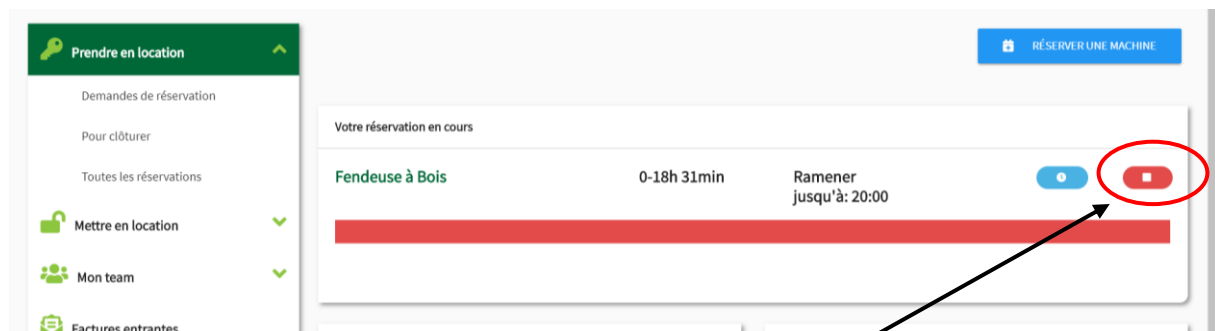 Prendre en location
Demandes de réservation
Pour clôturer
Toutes les réservations
Mettre en location
Mon team
Factures entrantes
RÉSERVER UNE MACHINE
Votre réservation en cours
Fendeuse à Bois
0-18h 31min
Ramener
jusqu'à: 20:00